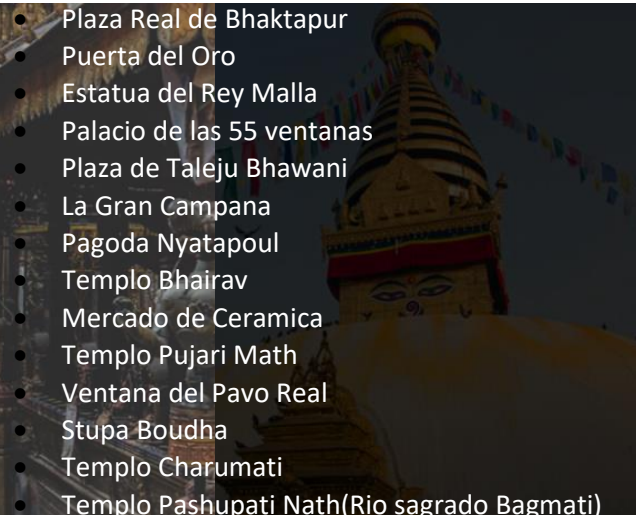 Plaza Real de Bhaktapur
Puerta del Oro
Estatua del Rey Malla
Palacio de las 55 ventanas
Plaza de Taleju Bhawani
La Gran Campana
Pagoda Nyatapoul
Templo Bhairav
Mercado de Ceramica
Templo Pujari Math
Ventana del Pavo Real
Stupa Boudha
Templo Charumati
Templo Pashupati Nath(Rio sagrado Bagmati)